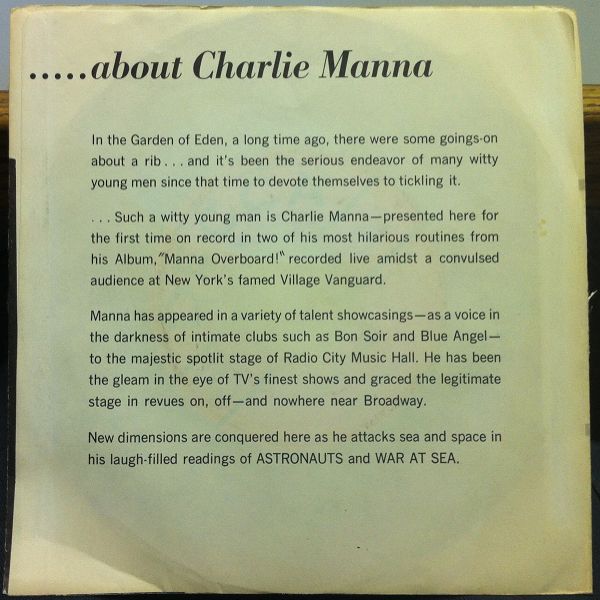 .....about Charlie Manna
In the Garden of Eden, a long time ago, there were some goings-on
about a rib . . . and it's been the serious endeavor of many witty
young men since that time to devote themselves to tickling it.
. . . Such a witty young man is Charlie Manna—presented here for
the first time on record in two of his most hilarious routines from
his Album, "Manna Overboard!" recorded live amidst a convulsed
audience at New York's famed Village Vanguard.
Manna has appeared in a variety of talent showcasings—as a voice in
the darkness of intimate clubs such as Bon Soir and Blue Angel—
to the majestic spotlit stage of Radio City Music Hall. He has been
the gleam in the eye of TV's finest shows and graced the legitimate
stage in revues on, off—and nowhere near Broadway.
New dimensions are conquered here as he attacks sea and space in
his laugh-filled readings of ASTRONAUTS and WAR AT SEA.